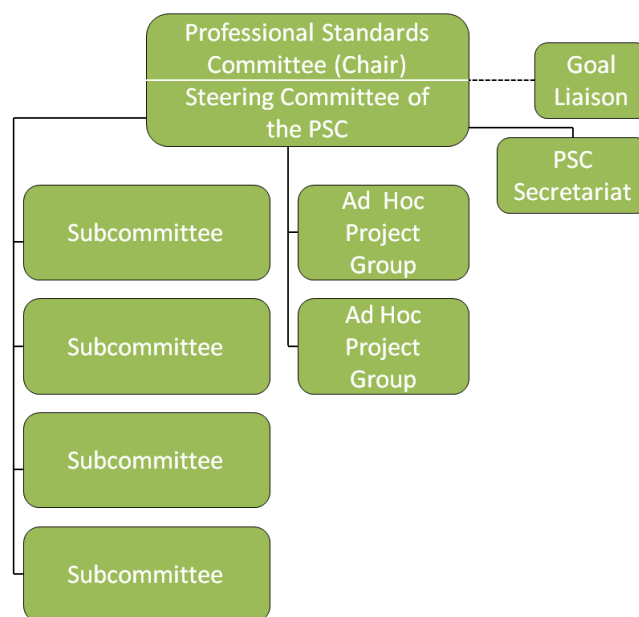 Professional Standards
Committee (Chair)
Steering Committee of
the PSC
Goal
Liaison
PSC
Secretariat
Subcommittee
Ad Hoc
Project
Group
Subcommittee
Ad Hoc
Project
Group
Subcommittee
Subcommittee